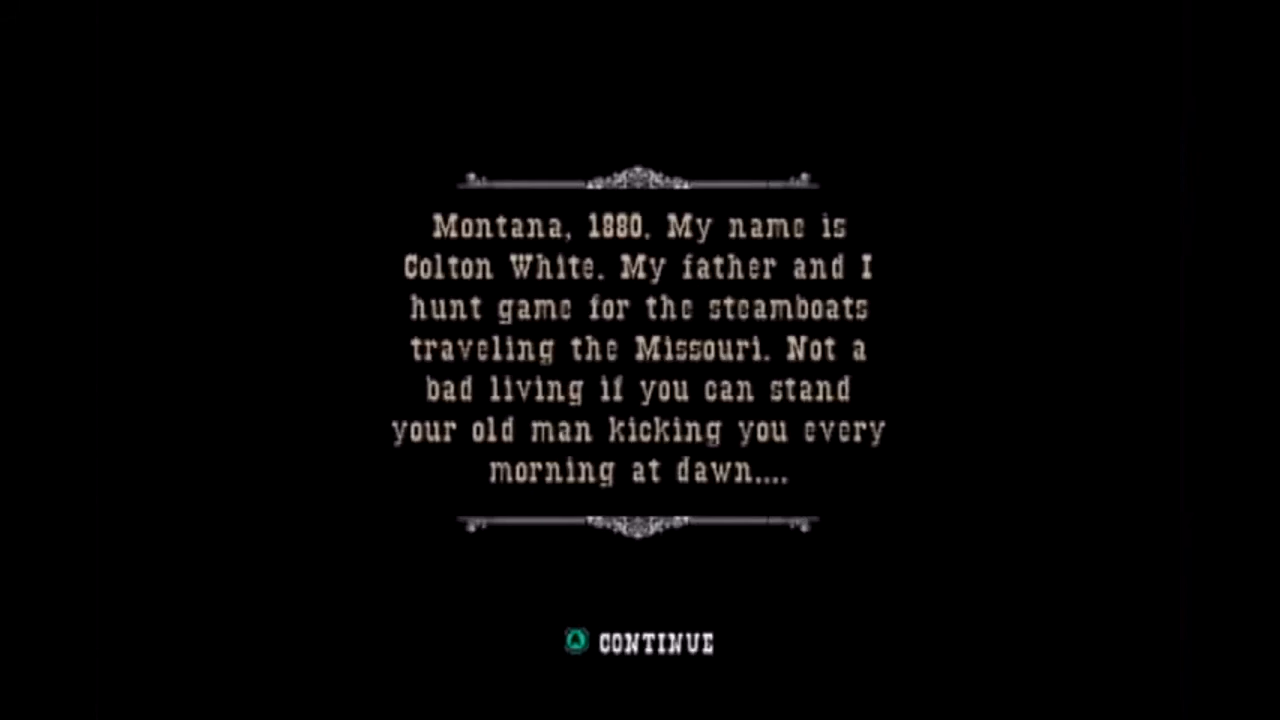 Montana, 1880. My name is
Colton White. My father and I
hunt game for the steamboats
traveling the Missouri. Not a
bad living if you can stand
your old man kicking you every
morning at dawn....
A CONTINUE